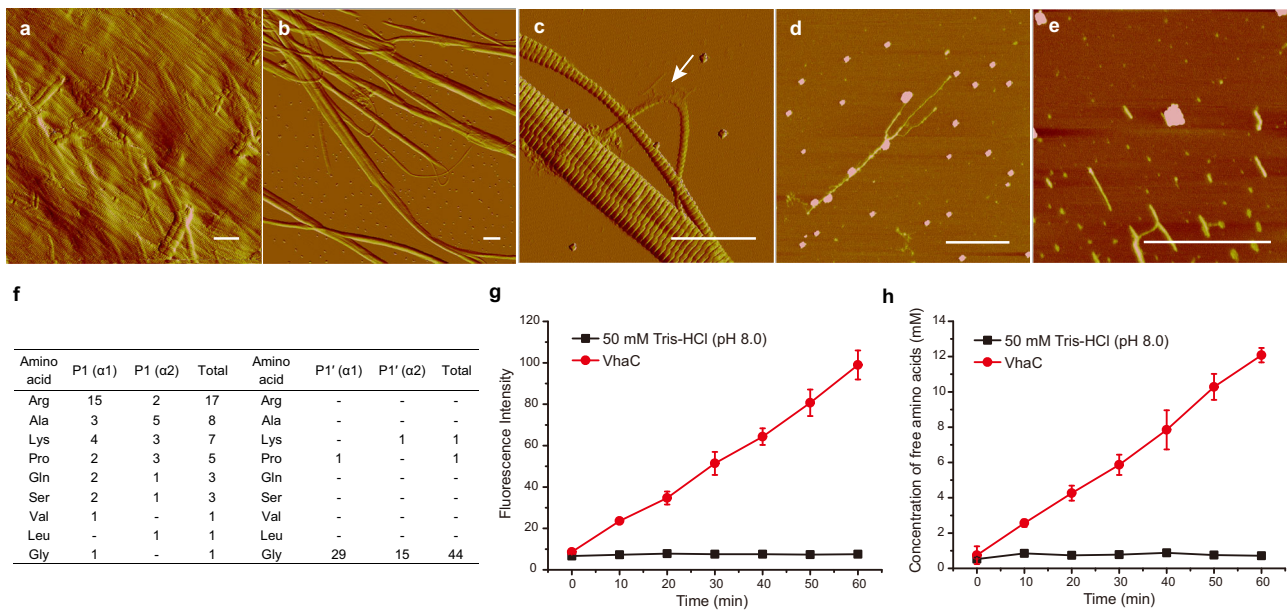 a
b
c
d
e
f
Amino acid P1 (α1) P1 (α2) Total Amino acid P1′ (α1) P1′ (α2) Total
Arg 15 2 17 Arg - - -
Ala 3 5 8 Ala - - -
Lys 4 3 7 Lys - 1 1
Pro 2 3 5 Pro 1 - 1
Gln 2 1 3 Gln - - -
Ser 2 1 3 Ser - - -
Val 1 - 1 Val - - -
Leu - 1 1 Leu - - -
Gly 1 - 1 Gly 29 15 44
g
50 mM Tris-HCl (pH 8.0)
VhaC
Fluorescence Intensity
120
100
80
60
40
20
0
0 10 20 30 40 50 60
Time (min)
h
50 mM Tris-HCl (pH 8.0)
VhaC
Concentration of free amino acids (mM)
14
12
10
8
6
4
2
0
0 10 20 30 40 50 60
Time (min)